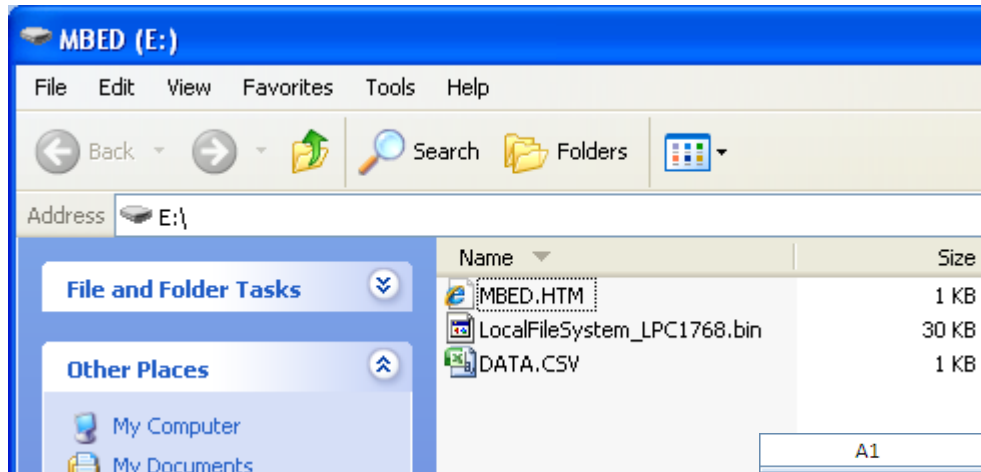 MBED (E:)
File Edit View Favorites Tools Help
Back Search Folders
Address E:\
Name Size
File and Folder Tasks
MBED.HTM 1 KB
LocalFileSystem_LPC1768.bin 30 KB
DATA.CSV 1 KB
Other Places
My Computer
My Documents
A1